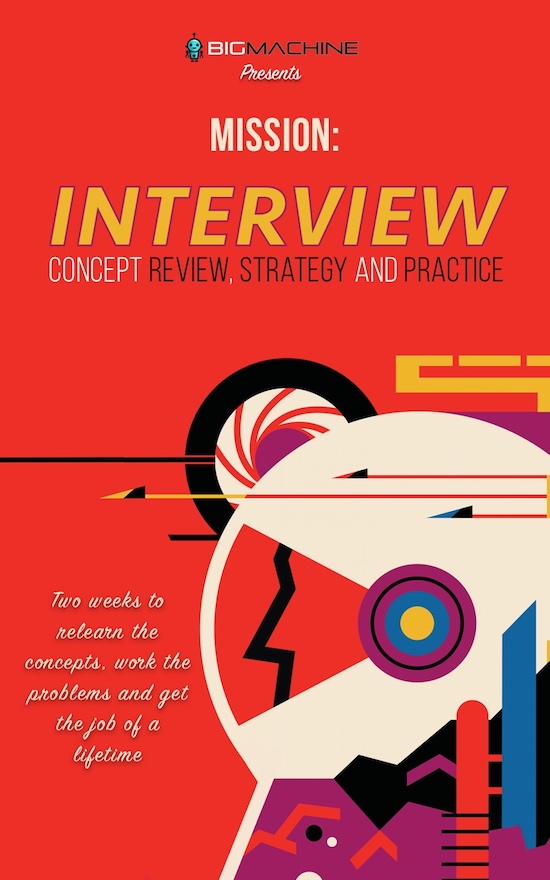 BIGMACHINE
Presents
MISSION:
INTERVIEW
CONCEPT REVIEW, STRATEGY AND PRACTICE
Two weeks to
relearn the
concepts, work the
problems and get
the job of a
lifetime